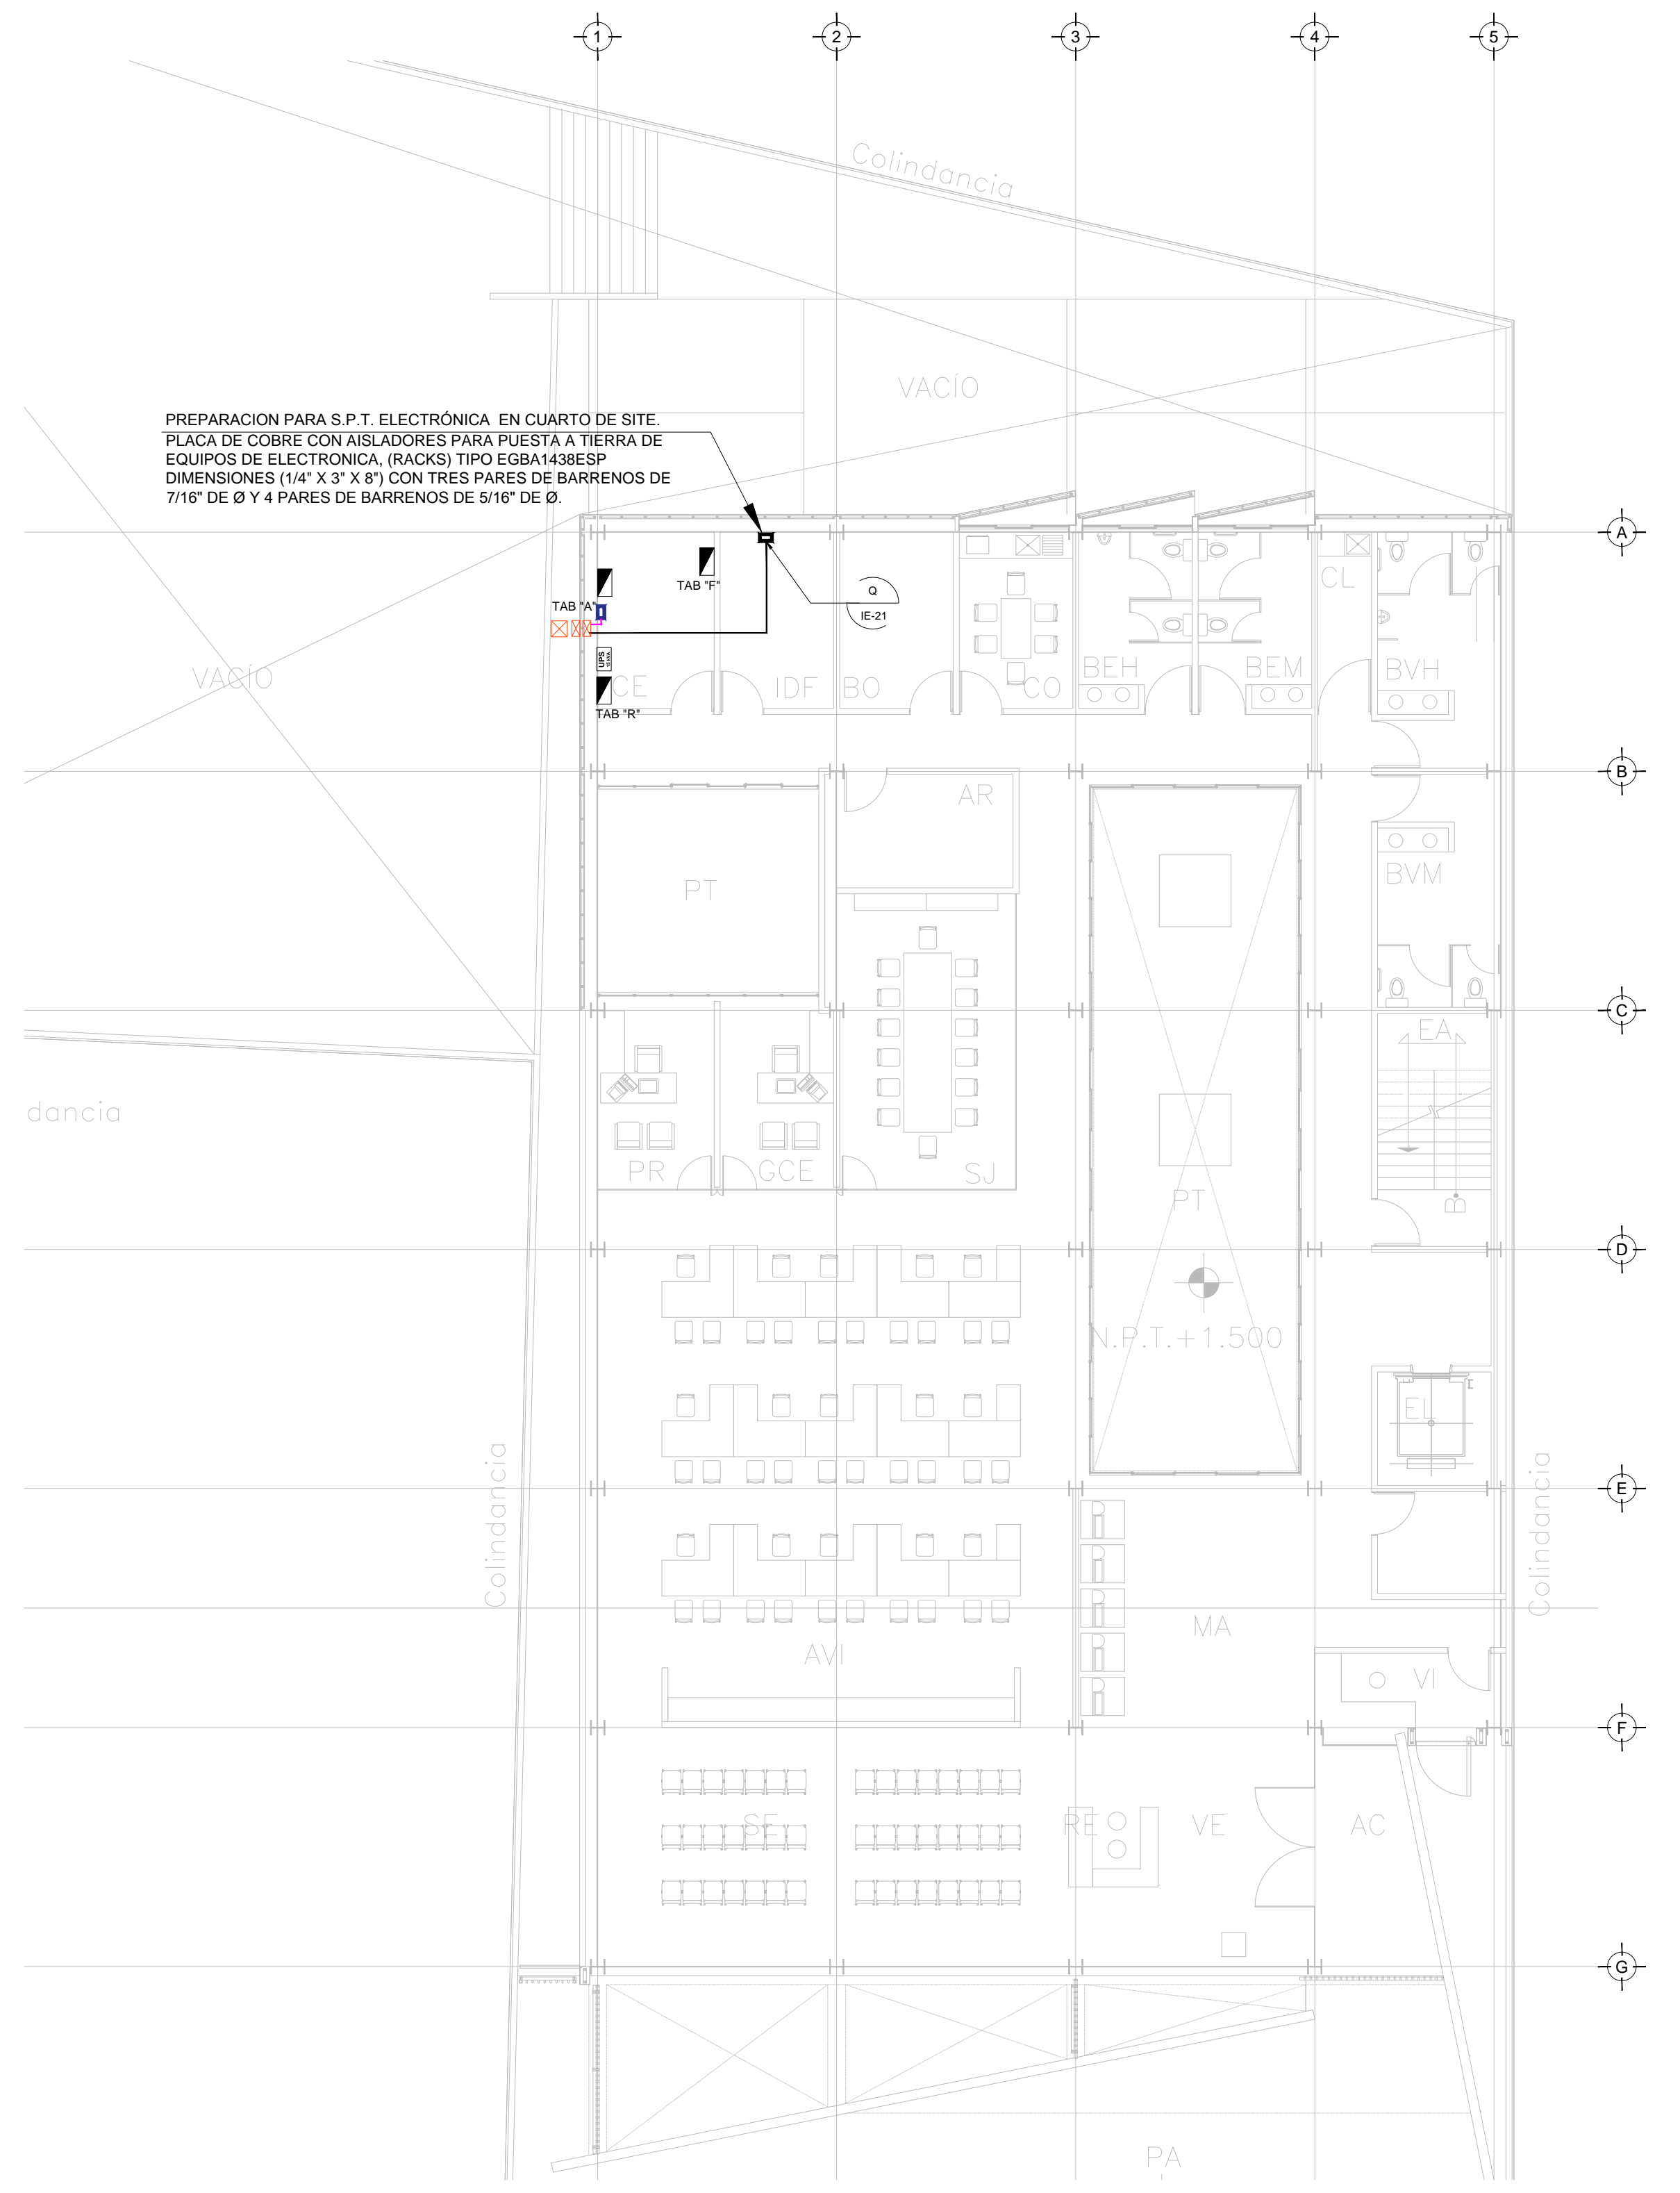 1 2 3 4 5
Colindancia
VACÍO
PREPARACION PARA S.P.T. ELECTRÓNICA EN CUARTO DE SITE.
PLACA DE COBRE CON AISLADORES PARA PUESTA A TIERRA DE
EQUIPOS DE ELECTRONICA, (RACKS) TIPO EGBA1438ESP
DIMENSIONES (1/4" X 3" X 8") CON TRES PARES DE BARRENOS DE
7/16" DE Ø Y 4 PARES DE BARRENOS DE 5/16" DE Ø.
A
TAB "F"
CL
Q
IE-21
TAB "A"
UPS
15 KVA
VACÍO
CE
IDF
BO
CO
BEH
BEM
BVH
TAB "R"
B
AR
PT
BVM
C
EA
dancia
PR
GCE
SJ
PT
B
D
N.P.T.+1.500
EL
E
Colindancia
Colindancia
MA
AVI
VI
F
SE
RE
VE
AC
G
PA